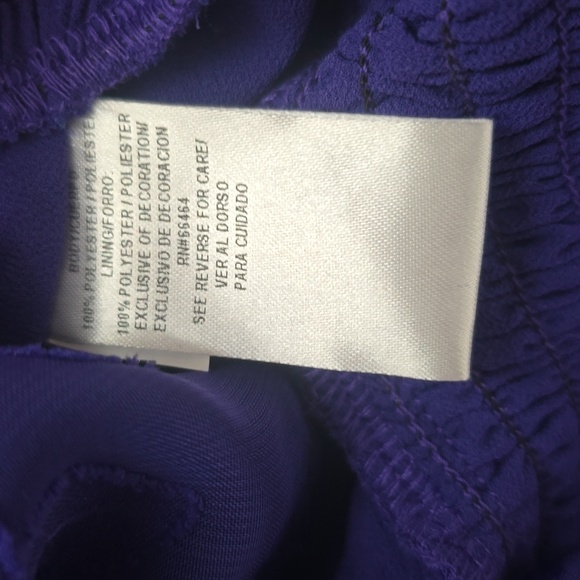 100% POLYESTER / POLIESTER
LINING/FORRO:
100% POLYESTER / POLIESTER
EXCLUSIVE OF DECORATION/
EXCLUSIVO DE DECORACION
RN#66464
SEE REVERSE FOR CARE/
VER AL DORSO
PARA CUIDADO